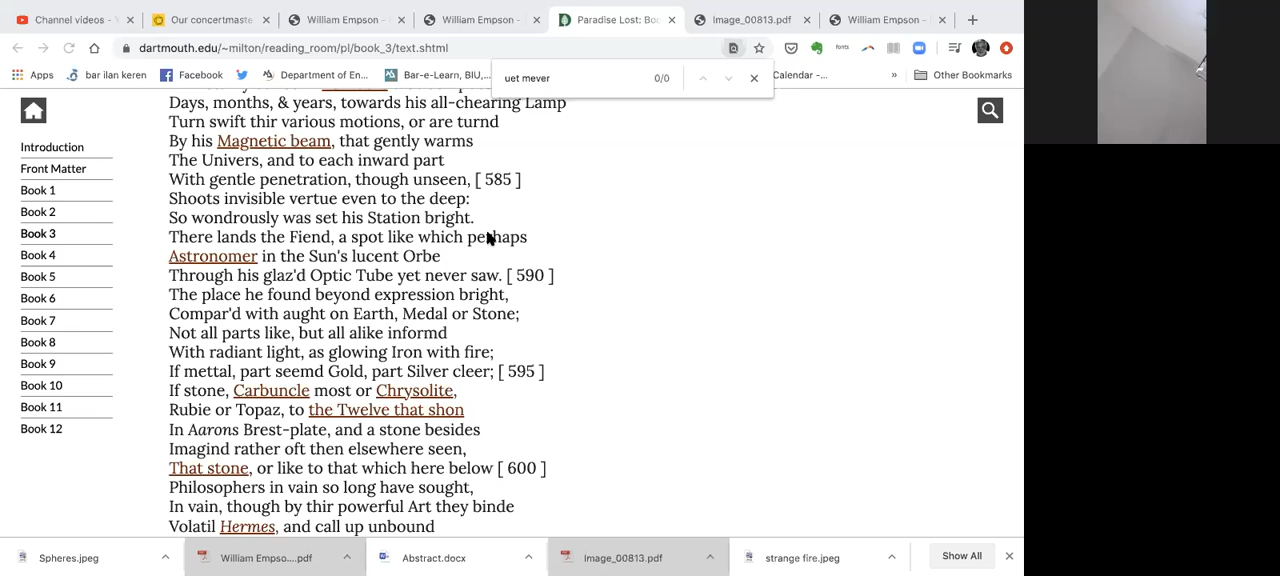 Channel videos - Y
Our concertmaste
William Empson -
William Empson -
Paradise Lost: Boo
Image_00813.pdf
William Empson -
dartmouth.edu/~milton/reading_room/pl/book_3/text.shtml
fonts
Apps
bar ilan keren
Facebook
Department of En...
Bar-e-Learn, BIU,...
uet mever
0/0
Calendar -...
»
Other Bookmarks
Introduction
Front Matter
Book 1
Book 2
Book 3
Book 4
Book 5
Book 6
Book 7
Book 8
Book 9
Book 10
Book 11
Book 12
Days, months, & years, towards his all-chearing Lamp
Turn swift thir various motions, or are turnd
By his Magnetic beam, that gently warms
The Univers, and to each inward part
With gentle penetration, though unseen, [ 585 ]
Shoots invisible vertue even to the deep:
So wondrously was set his Station bright.
There lands the Fiend, a spot like which perhaps
Astronomer in the Sun's lucent Orbe
Through his glaz'd Optic Tube yet never saw. [ 590 ]
The place he found beyond expression bright,
Compar'd with aught on Earth, Medal or Stone;
Not all parts like, but all alike informd
With radiant light, as glowing Iron with fire;
If mettal, part seemd Gold, part Silver cleer; [ 595 ]
If stone, Carbuncle most or Chrysolite,
Rubie or Topaz, to the Twelve that shon
In Aarons Brest-plate, and a stone besides
Imagind rather oft then elsewhere seen,
That stone, or like to that which here below [ 600 ]
Philosophers in vain so long have sought,
In vain, though by thir powerful Art they binde
Volatil Hermes, and call up unbound
Spheres.jpeg
William Empso....pdf
Abstract.docx
Image_00813.pdf
strange fire.jpeg
Show All